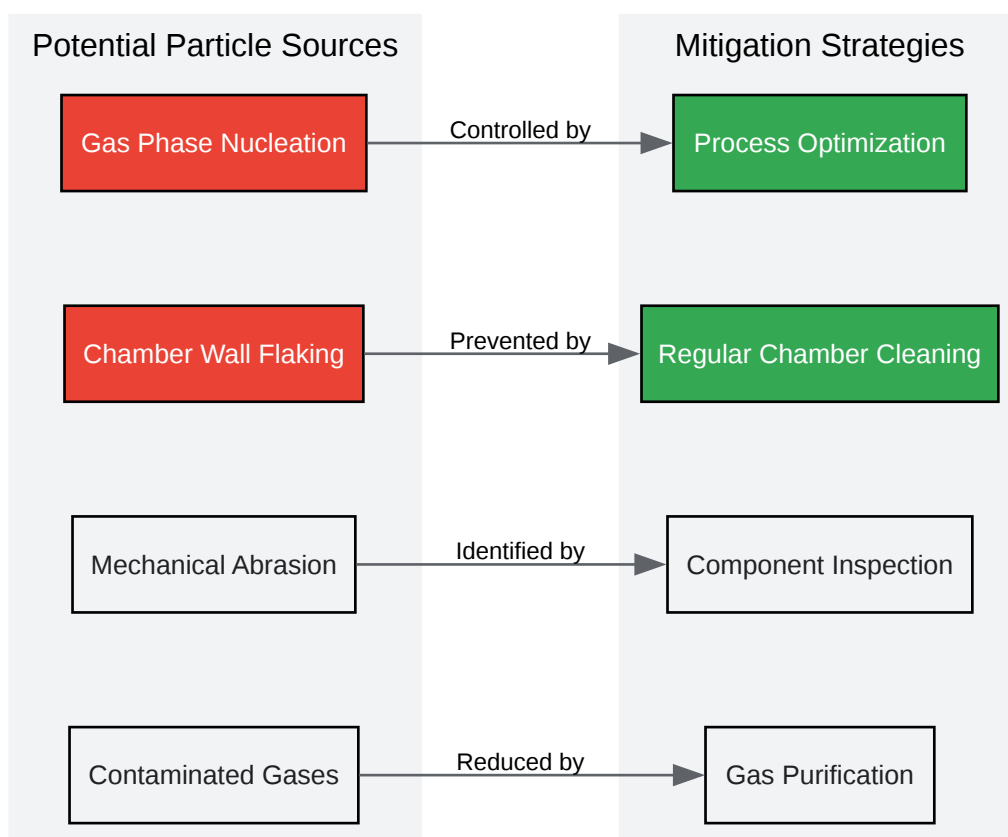 Potential Particle Sources
Mitigation Strategies
Gas Phase Nucleation
Controlled by
Process Optimization
Chamber Wall Flaking
Prevented by
Regular Chamber Cleaning
Mechanical Abrasion
Identified by
Component Inspection
Contaminated Gases
Reduced by
Gas Purification